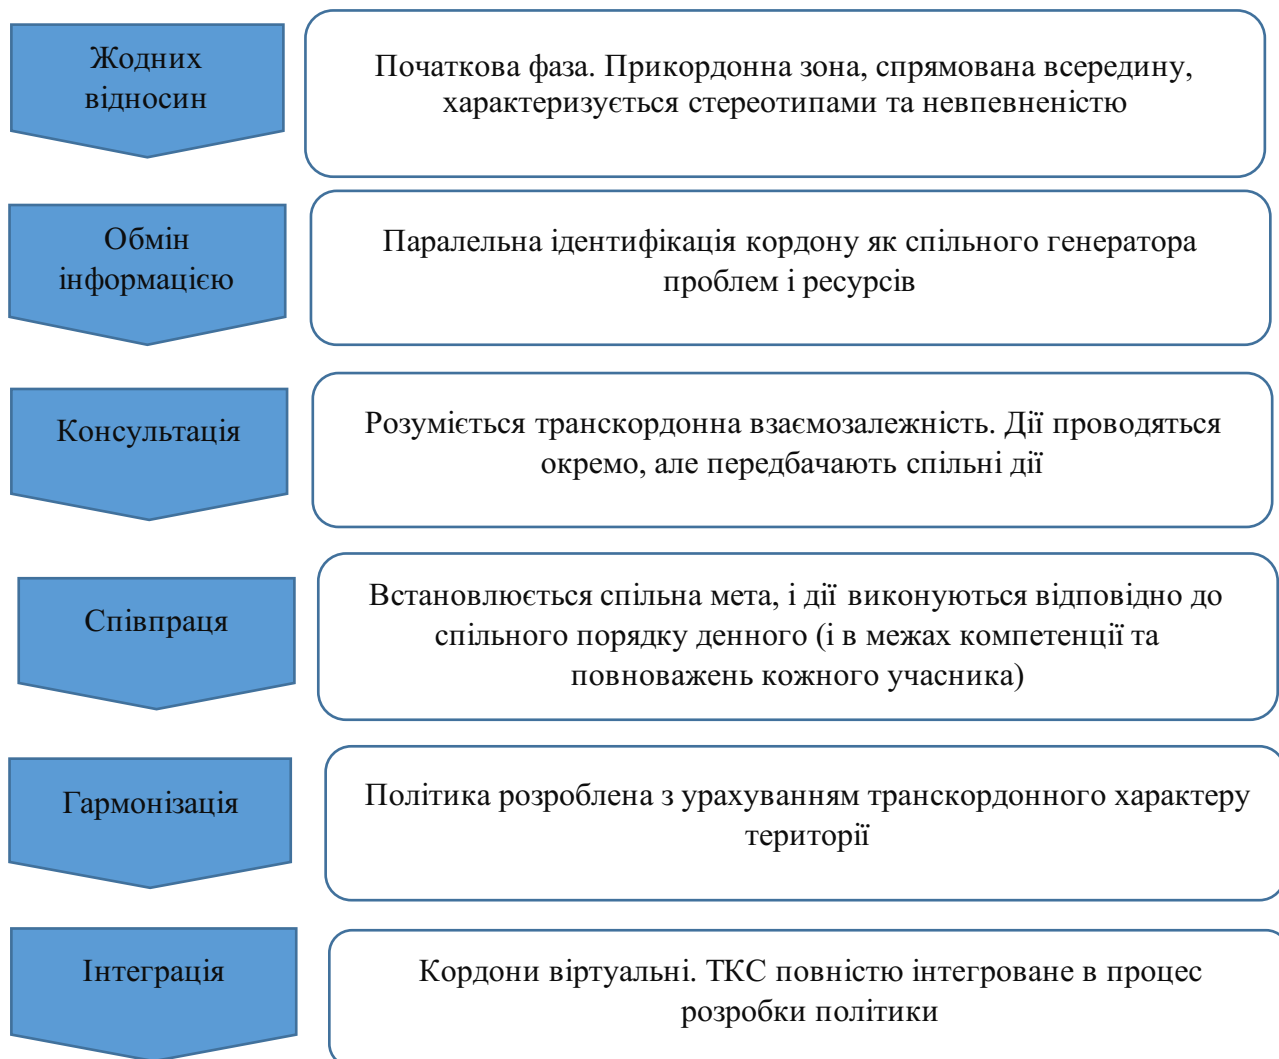 Жодних
відносин
Початкова фаза. Прикордонна зона, спрямована всередину,
характеризується стереотипами та невпевненістю
Обмін
інформацією
Паралельна ідентифікація кордону як спільного генератора
проблем і ресурсів
Консультація
Розуміється транскордонна взаємозалежність. Дії проводяться
окремо, але передбачають спільні дії
Співпраця
Встановлюється спільна мета, і дії виконуються відповідно до
спільного порядку денного (і в межах компетенції та
повноважень кожного учасника)
Гармонізація
Політика розроблена з урахуванням транскордонного характеру
території
Інтеграція
Кордони віртуальні. ТКС повністю інтегроване в процес
розробки політики